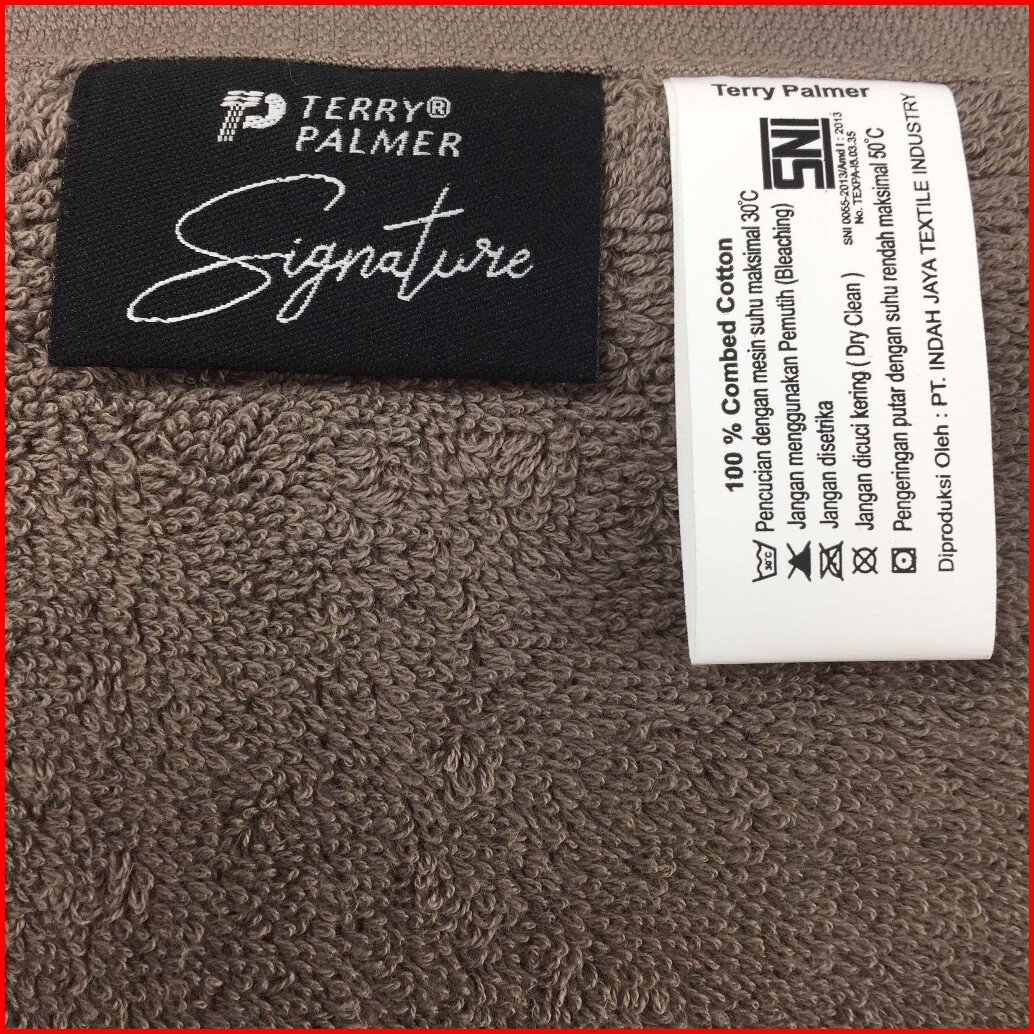 TERRY®
PALMER
Signature
Terry Palmer
SNI
SNI 0055-2013/Amd I : 2013
No. TEXPA-I5.03.35
100 % Combed Cotton
30°C Pencucian dengan mesin suhu maksimal 30°C
Jangan menggunakan Pemutih (Bleaching)
Jangan disetrika
Jangan dicuci kering ( Dry Clean )
Pengeringan putar dengan suhu rendah maksimal 50°C
Diproduksi Oleh : PT. INDAH JAYA TEXTILE INDUSTRY